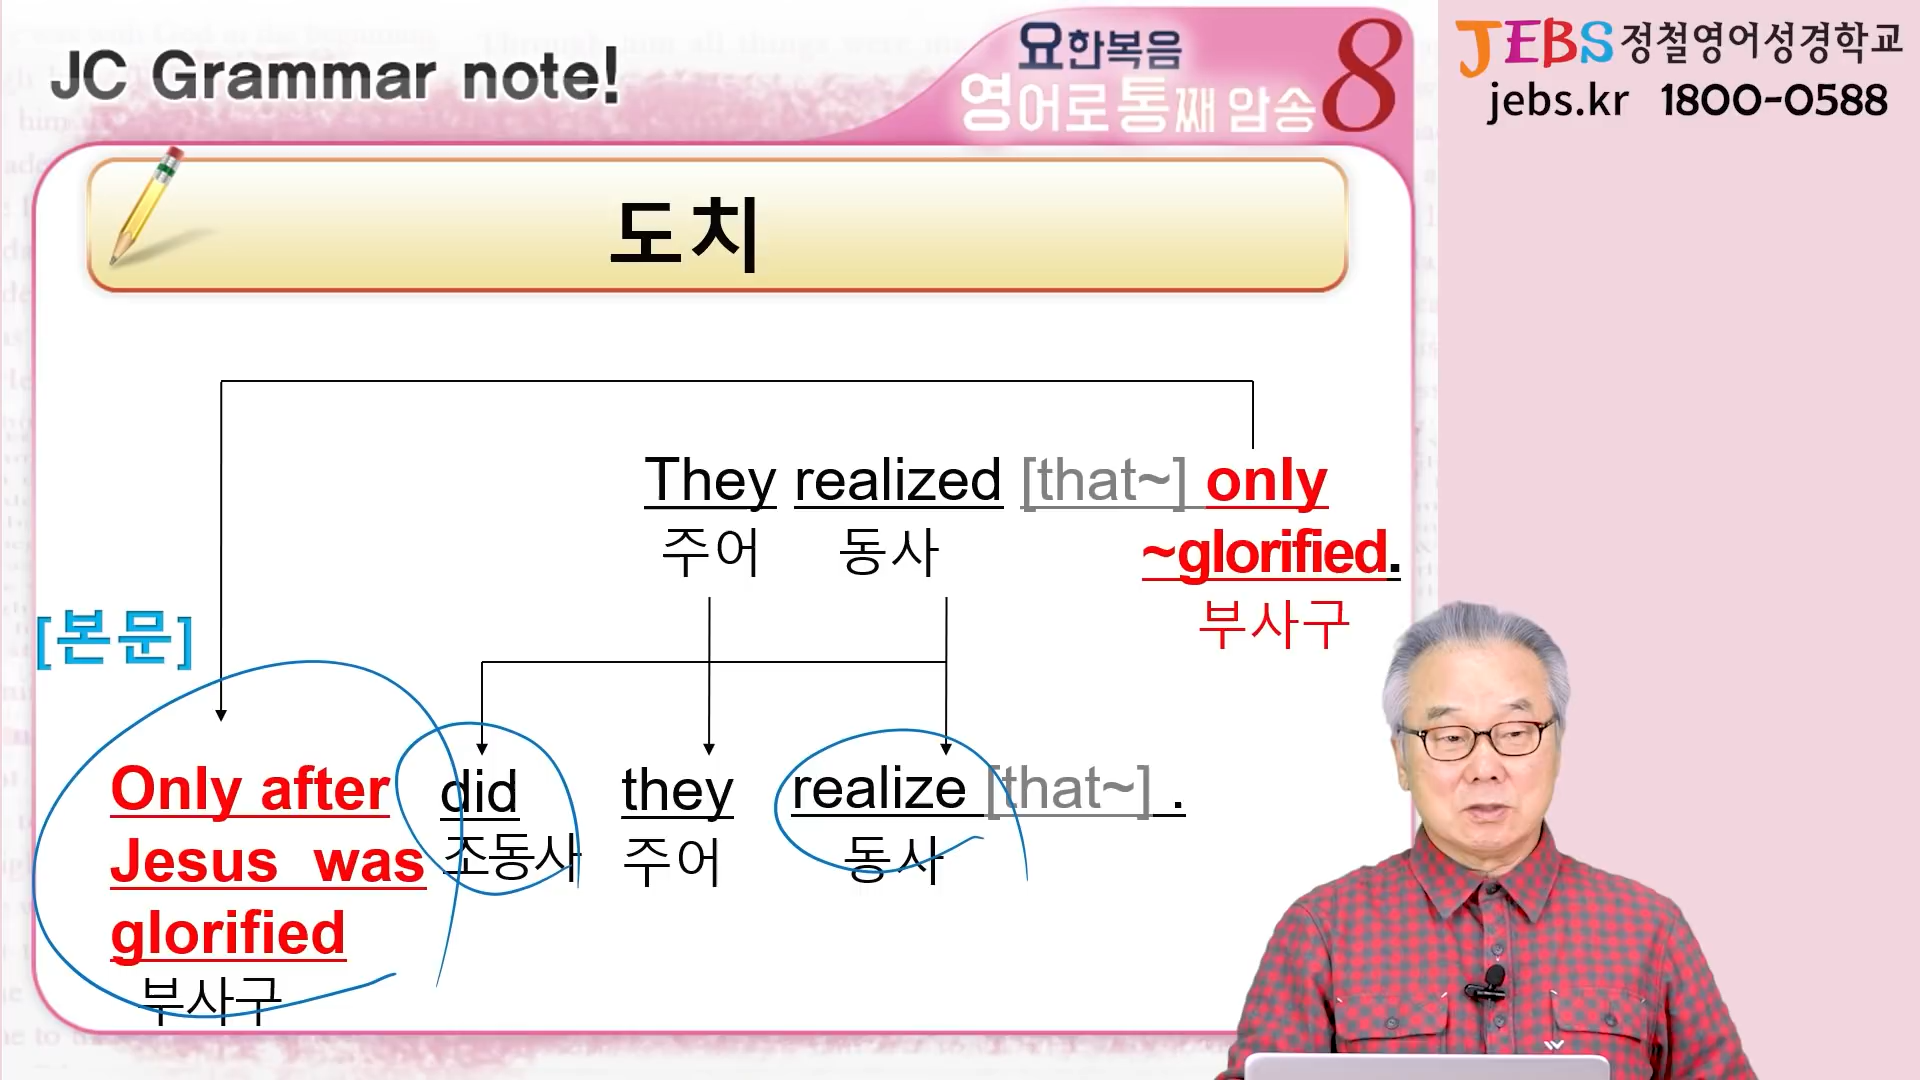 JC Grammar note!
요한복음
영어로통째 암송 8
JEBS 정철영어성경학교
jebs.kr 1800-0588
도치
They realized [that~] only
~glorified.
주어 동사
부사구
[본문]
Only after did they realize [that~] .
Jesus was
glorified
조동사 주어 동사
부사구